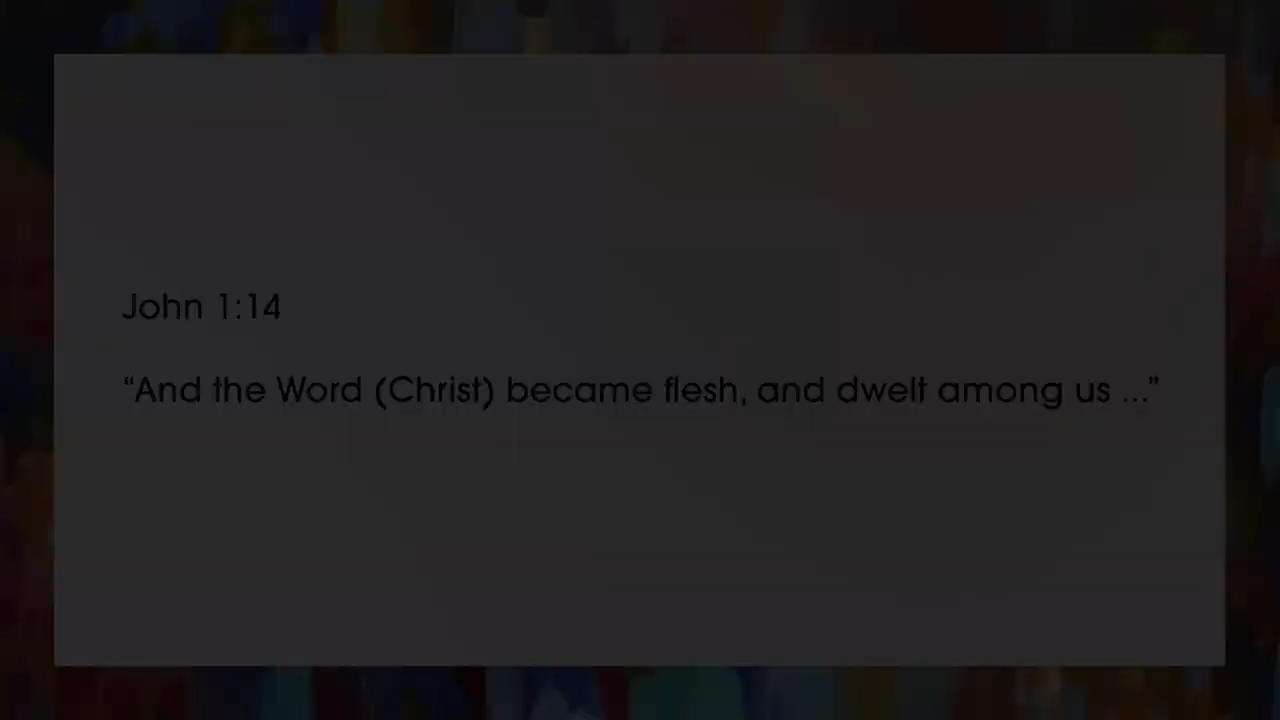 John 1:14
“And the Word (Christ) became flesh, and dwelt among us ...”